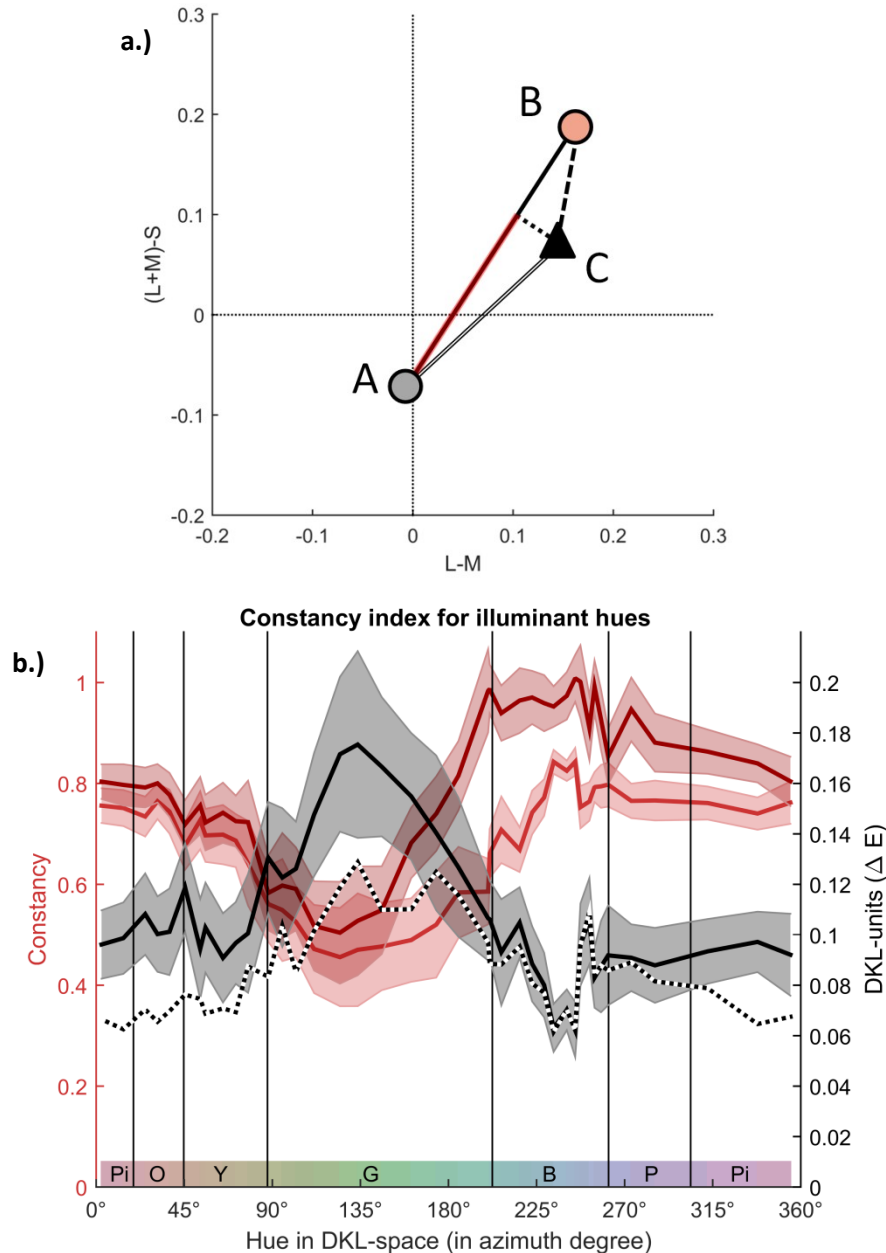 a.)
B
C
A
(L+M)-S
0.2
0.1
0
-0.1
-0.2
-0.2
-0.1
0
0.1
0.2
0.3
L-M
b.)
Constancy index for illuminant hues
Constancy
1
0.8
0.6
0.4
0.2
0
0.2
0.18
0.16
0.14
0.12
0.1
0.08
0.06
0.04
0.02
0
DKL-units (Δ E)
Pi O Y G B P Pi
0° 45° 90° 135° 180° 225° 270° 315° 360°
Hue in DKL-space (in azimuth degree)